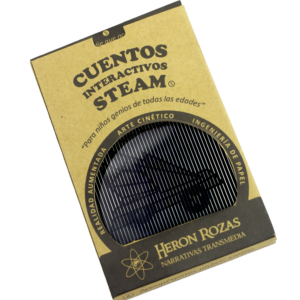 CUENTOS
INTERACTIVOS
STEAM®
"Para niños genios de todas las edades"
REALIDAD AUMENTADA
ARTE CINÉTICO
INGENIERIA DE PAPEL
HERON ROZAS
NARRATIVAS TRANSMEDIA